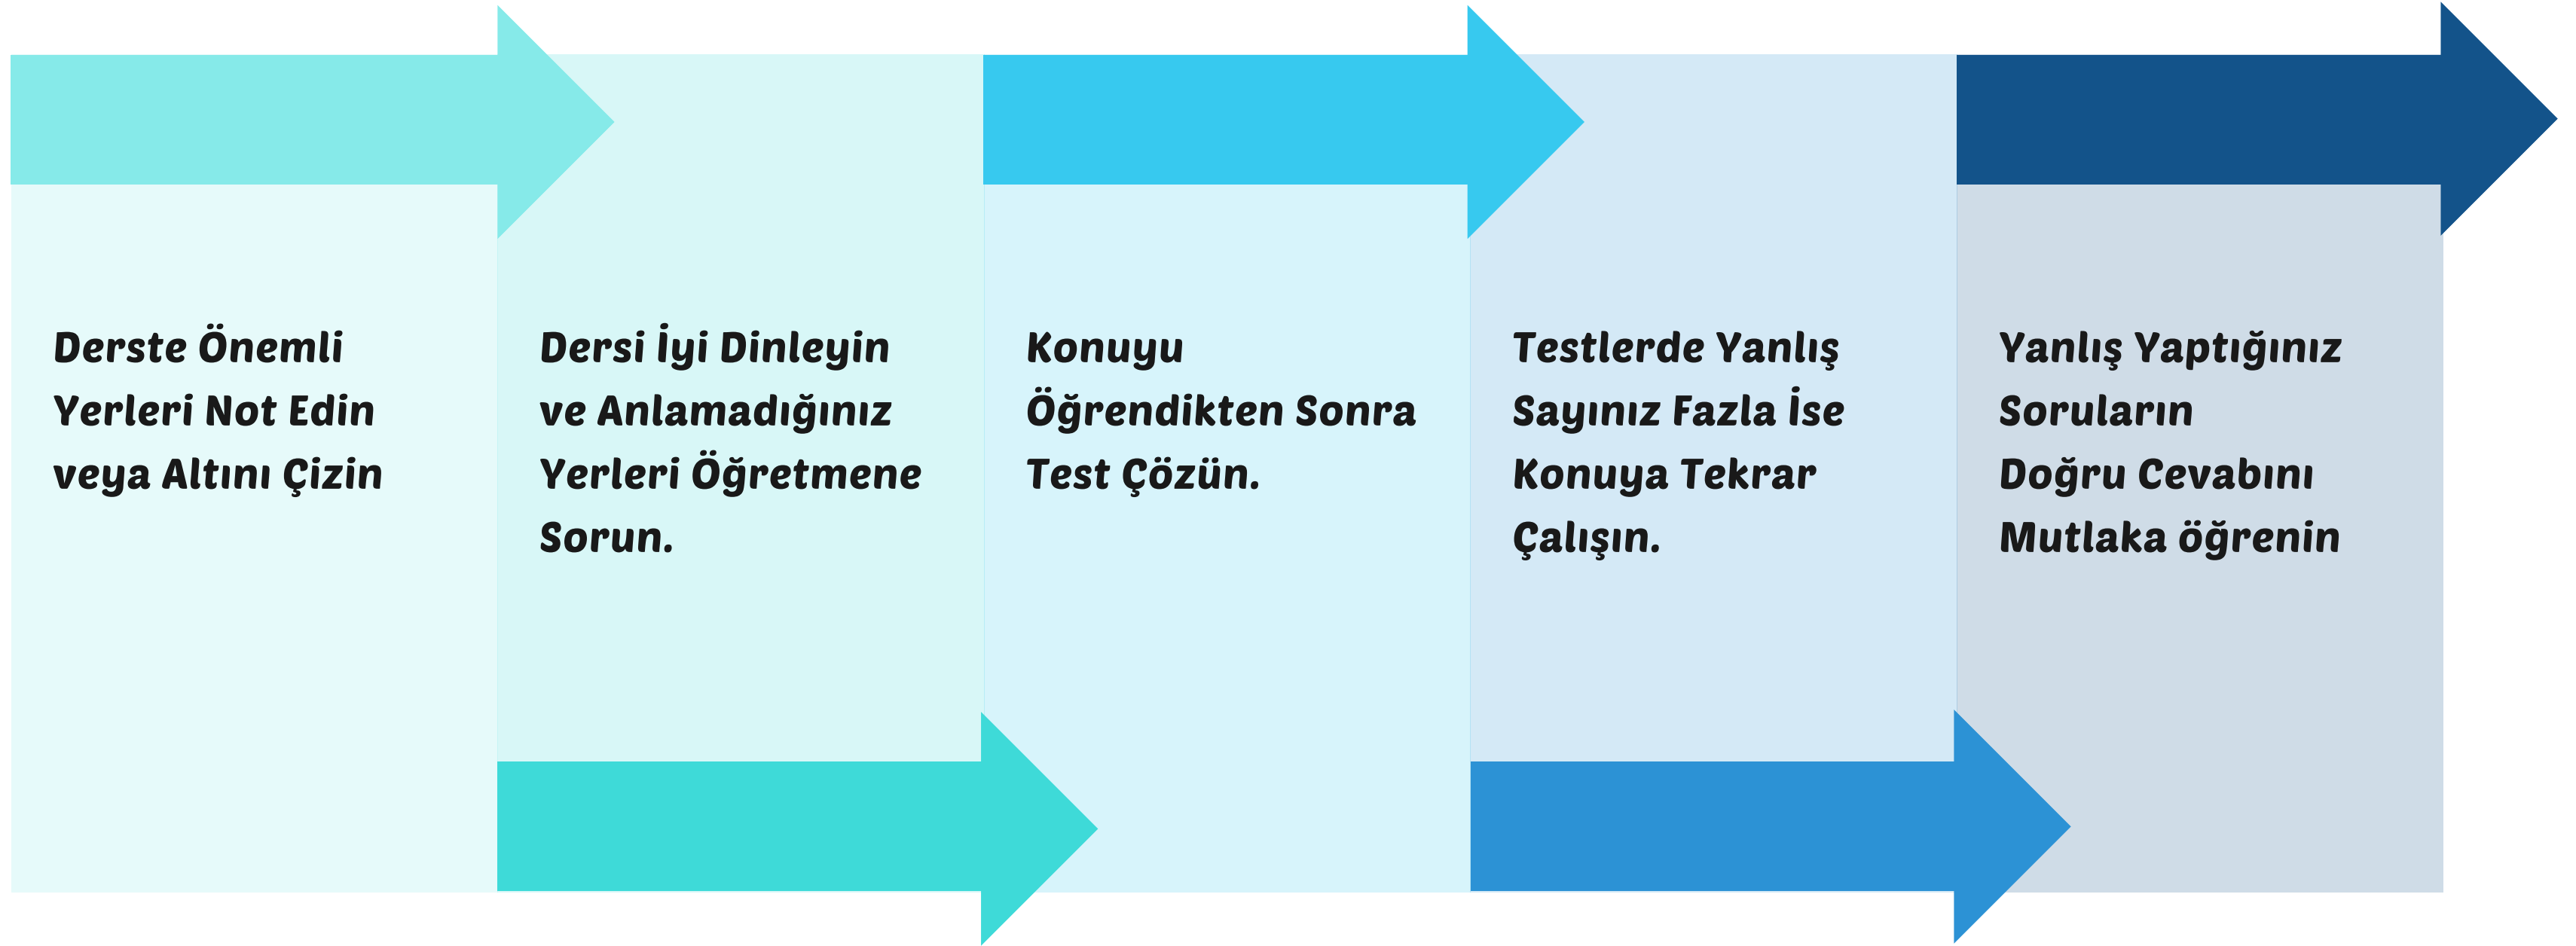 Derste Önemli
Yerleri Not Edin
veya Altını Çizin
Dersi İyi Dinleyin
ve Anlamadığınız
Yerleri Öğretmene
Sorun.
Konuyu
Öğrendikten Sonra
Test Çözün.
Testlerde Yanlış
Sayınız Fazla İse
Konuya Tekrar
Çalışın.
Yanlış Yaptığınız
Soruların
Doğru Cevabını
Mutlaka öğrenin